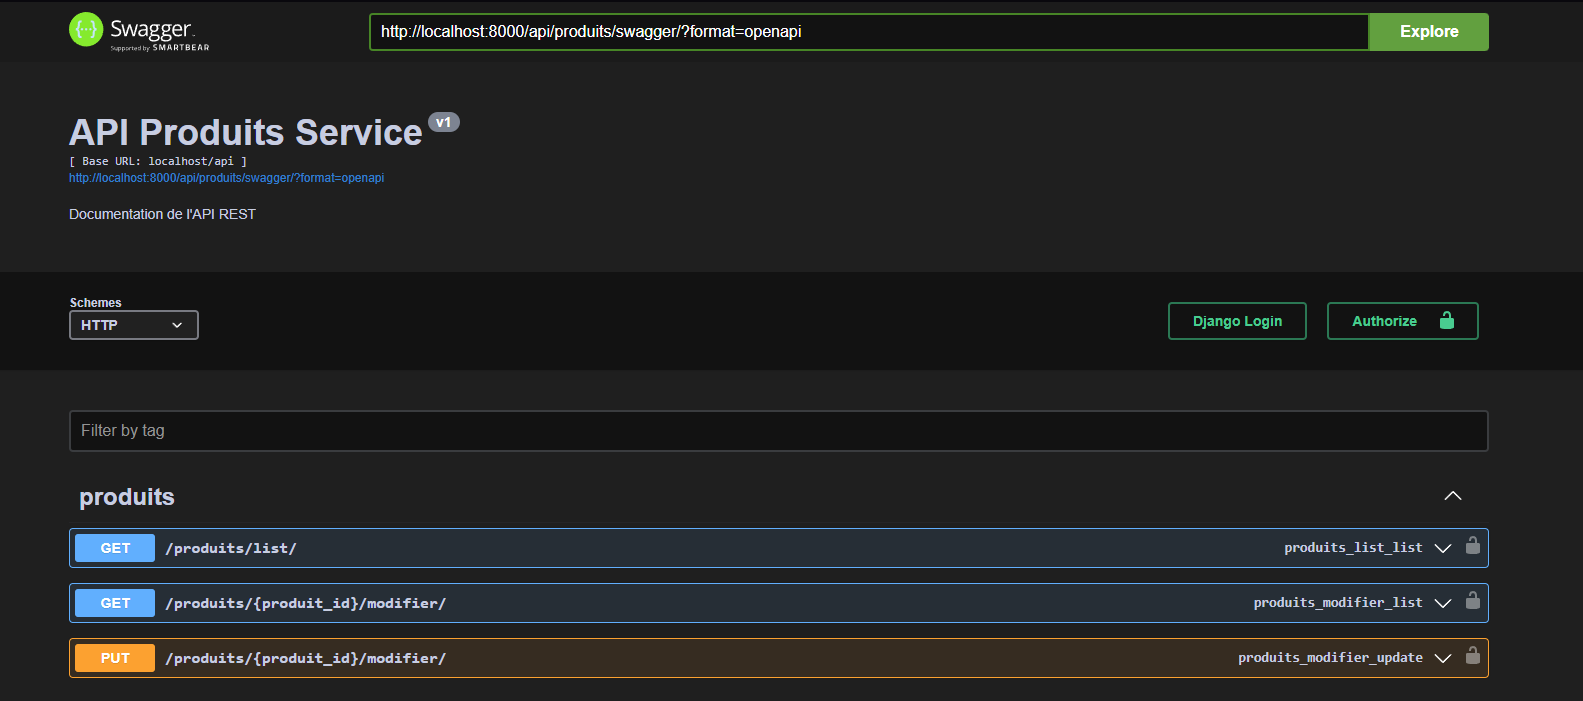 Swagger
Supported by SMARTBEAR
http://localhost:8000/api/produits/swagger/?format=openapi
Explore
API Produits Service v1
[ Base URL: localhost/api ]
http://localhost:8000/api/produits/swagger/?format=openapi
Documentation de l'API REST
Schemes
HTTP
Django Login
Authorize
Filter by tag
produits
GET /produits/list/ produits_list_list
GET /produits/{produit_id}/modifier/ produits_modifier_list
PUT /produits/{produit_id}/modifier/ produits_modifier_update